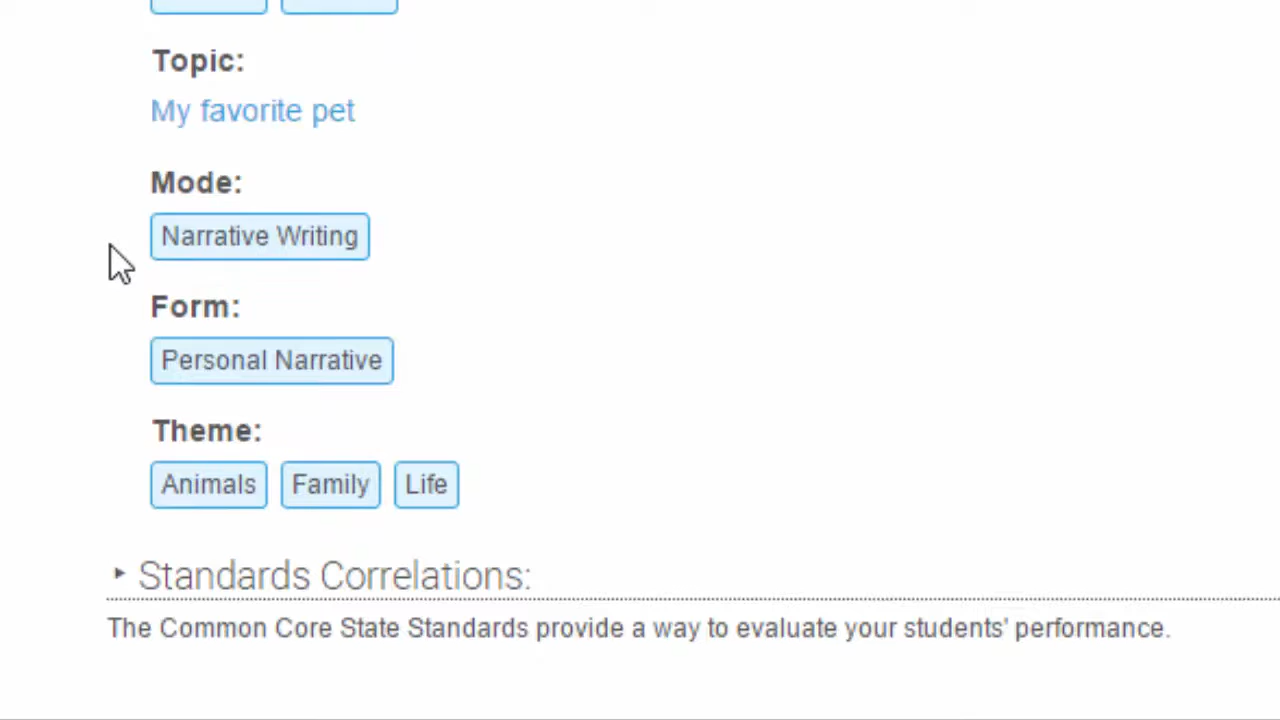 Topic:
My favorite pet
Mode:
Narrative Writing
Form:
Personal Narrative
Theme:
Animals Family Life
Standards Correlations:
The Common Core State Standards provide a way to evaluate your students' performance.